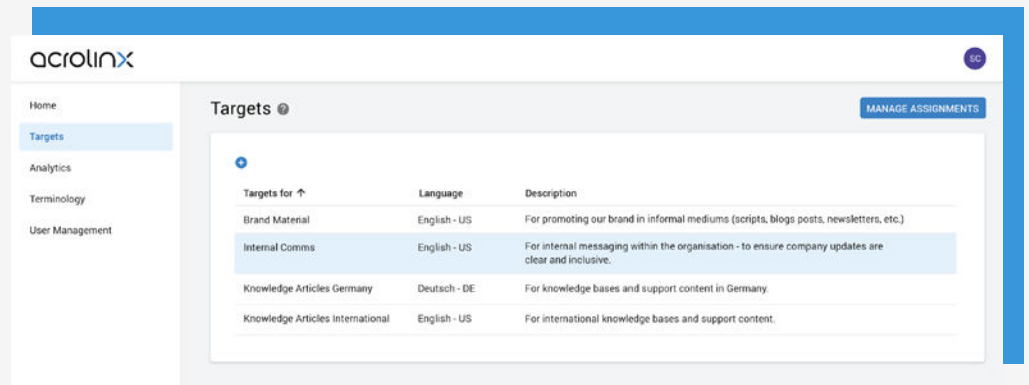 acrolinx
SC
Home
Targets
Analytics
Terminology
User Management
Targets ?
MANAGE ASSIGNMENTS
Targets for ↑ Language Description
Brand Material English - US For promoting our brand in informal mediums (scripts, blogs posts, newsletters, etc.)
Internal Comms English - US For internal messaging within the organisation - to ensure company updates are
clear and inclusive.
Knowledge Articles Germany Deutsch - DE For knowledge bases and support content in Germany.
Knowledge Articles International English - US For international knowledge bases and support content.